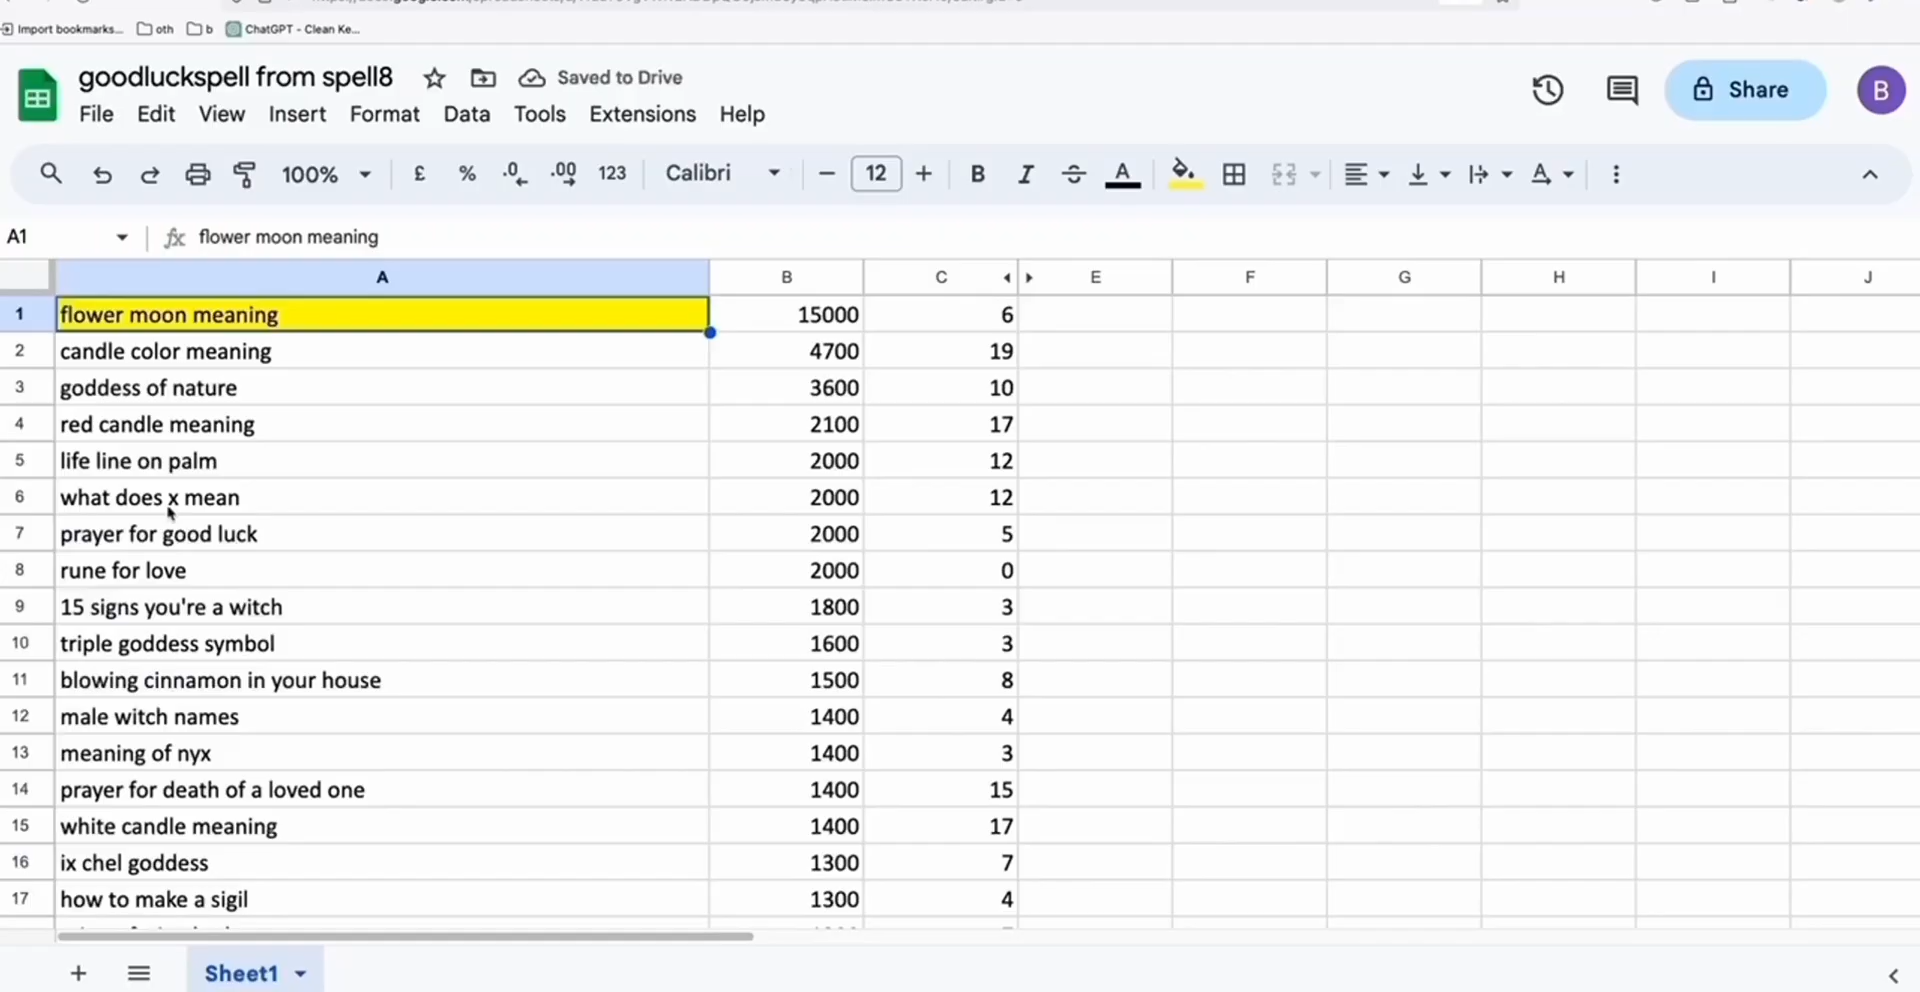 Import bookmarks... oth b ChatGPT - Clean Ke...
goodluckspell from spell8 Saved to Drive
Share B
File Edit View Insert Format Data Tools Extensions Help
100% £ % .0 .00 123 Calibri 12 B I A A
A1 fx flower moon meaning
A B C E F G H I J
1 flower moon meaning 15000 6
2 candle color meaning 4700 19
3 goddess of nature 3600 10
4 red candle meaning 2100 17
5 life line on palm 2000 12
6 what does x mean 2000 12
7 prayer for good luck 2000 5
8 rune for love 2000 0
9 15 signs you're a witch 1800 3
10 triple goddess symbol 1600 3
11 blowing cinnamon in your house 1500 8
12 male witch names 1400 4
13 meaning of nyx 1400 3
14 prayer for death of a loved one 1400 15
15 white candle meaning 1400 17
16 ix chel goddess 1300 7
17 how to make a sigil 1300 4
Sheet1